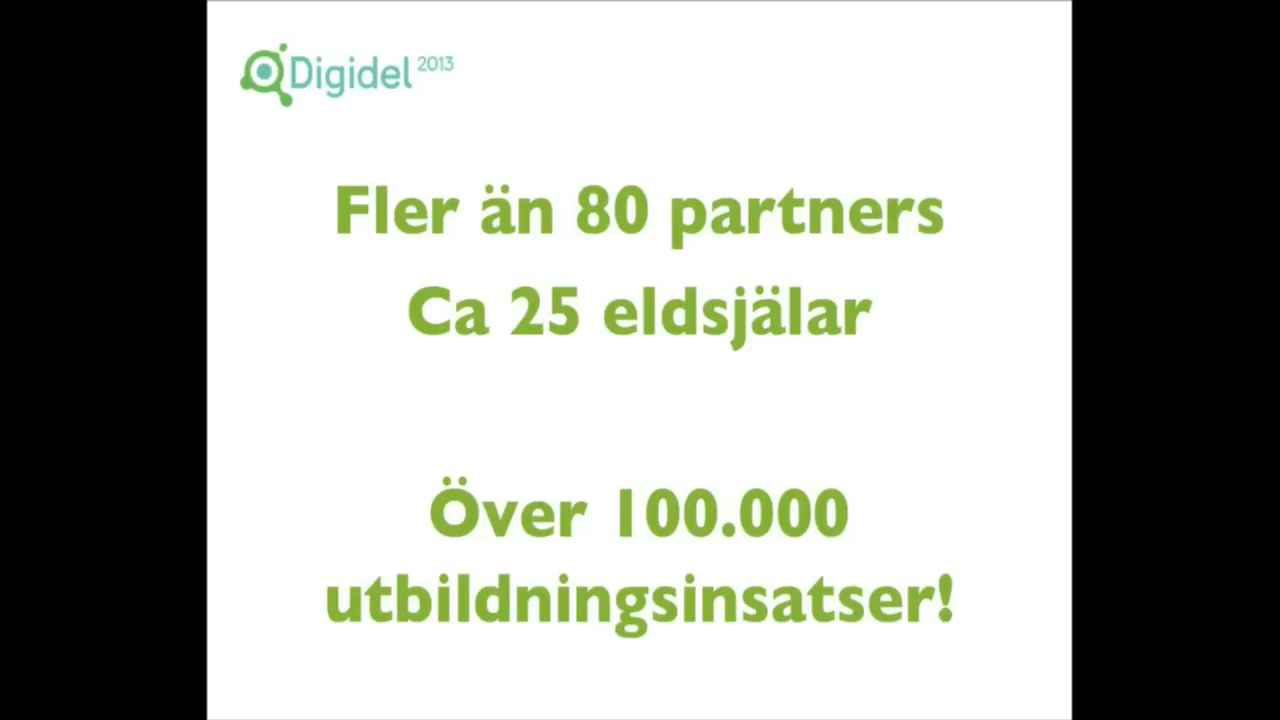 Digidel 2013
Fler än 80 partners
Ca 25 eldsjälar
Över 100.000
utbildningsinsatser!